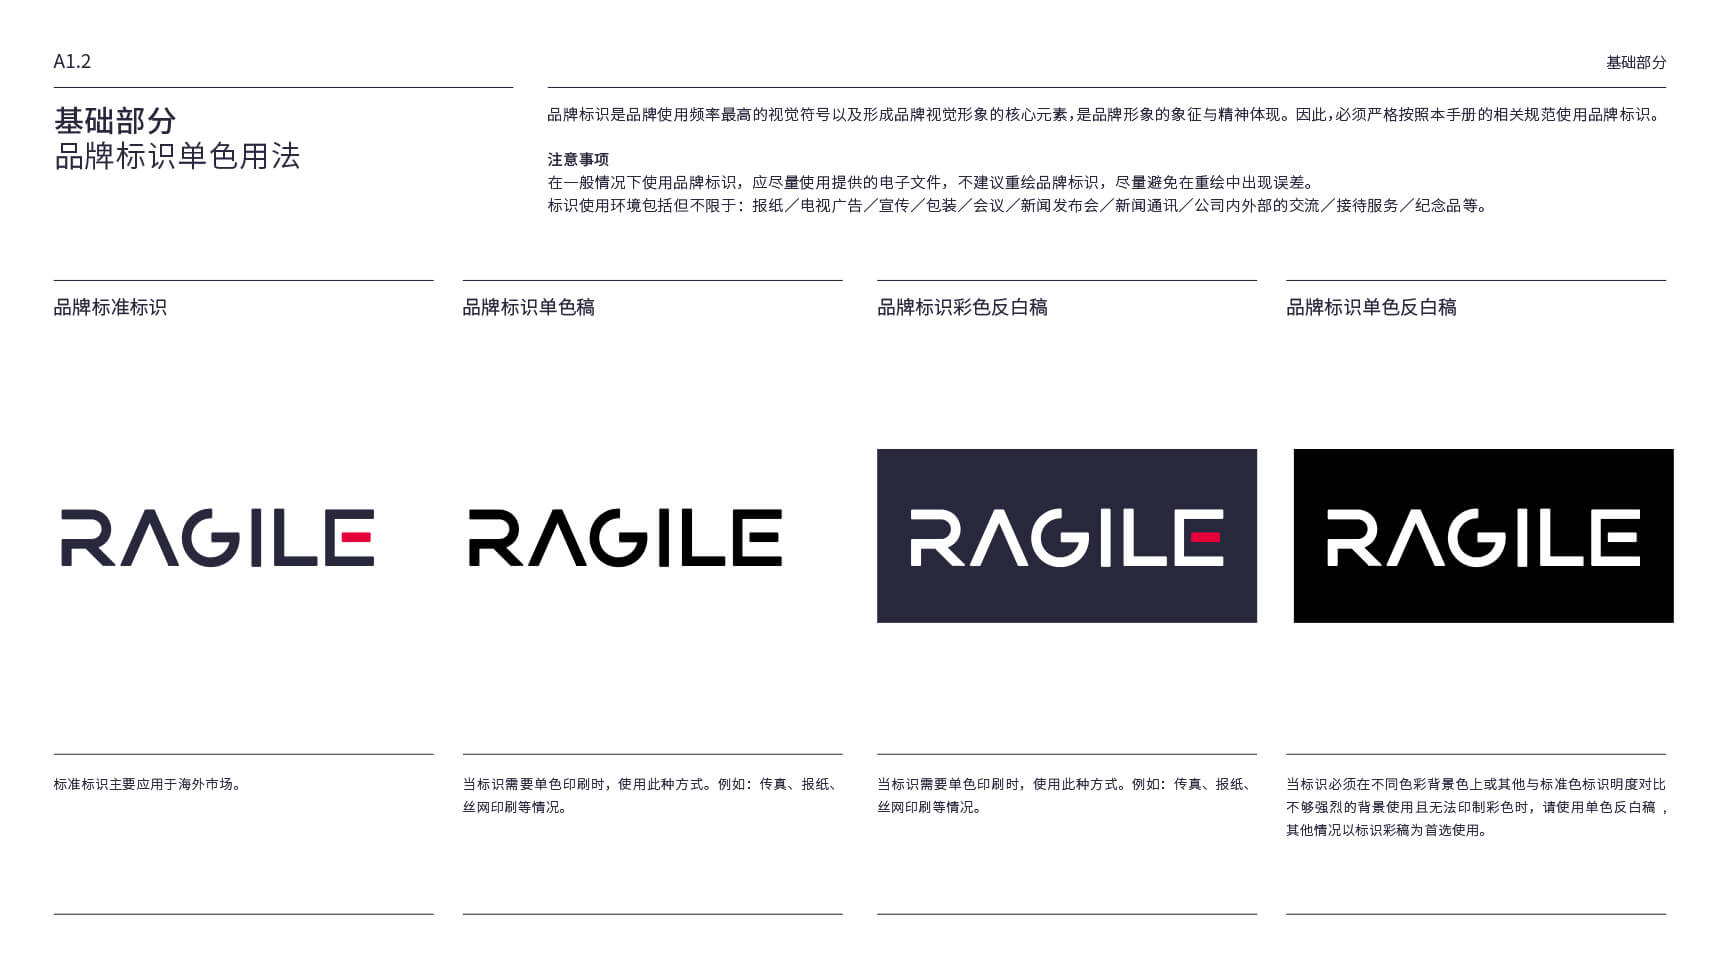 A1.2
基础部分
基础部分
品牌标识单色用法
品牌标识是品牌使用频率最高的视觉符号以及形成品牌视觉形象的核心元素，是品牌形象的象征与精神体现。因此，必须严格按照本手册的相关规范使用品牌标识。
注意事项
在一般情况下使用品牌标识，应尽量使用提供的电子文件，不建议重绘品牌标识，尽量避免在重绘中出现误差。
标识使用环境包括但不限于：报纸／电视广告／宣传／包装／会议／新闻发布会／新闻通讯／公司内外部的交流／接待服务／纪念品等。
品牌标准标识
RAGILE
标准标识主要应用于海外市场。
品牌标识单色稿
RAGILE
当标识需要单色印刷时，使用此种方式。例如：传真、报纸、
丝网印刷等情况。
品牌标识彩色反白稿
RAGILE
当标识需要单色印刷时，使用此种方式。例如：传真、报纸、
丝网印刷等情况。
品牌标识单色反白稿
RAGILE
当标识必须在不同色彩背景色上或其他与标准色标识明度对比
不够强烈的背景使用且无法印制彩色时，请使用单色反白稿 ,
其他情况以标识彩稿为首选使用。